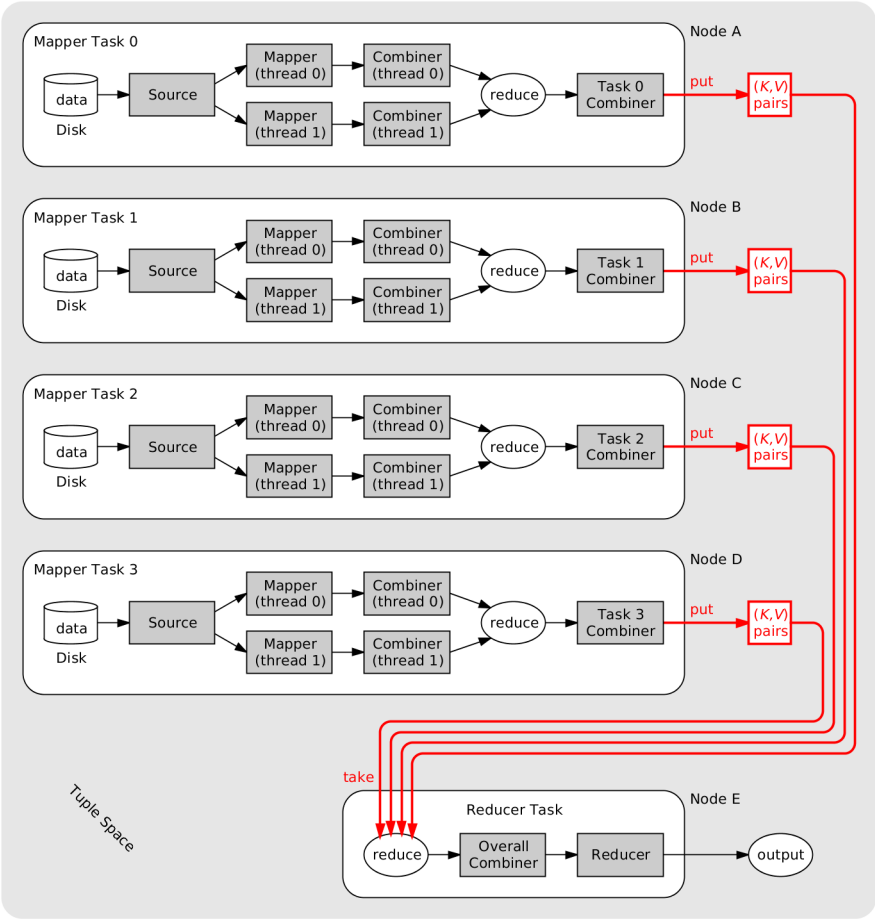 Mapper Task 0
Node A
data
Disk
Source
Mapper
(thread 0)
Combiner
(thread 0)
Mapper
(thread 1)
Combiner
(thread 1)
reduce
Task 0
Combiner
put
(K,V)
pairs
Mapper Task 1
Node B
data
Disk
Source
Mapper
(thread 0)
Combiner
(thread 0)
Mapper
(thread 1)
Combiner
(thread 1)
reduce
Task 1
Combiner
put
(K,V)
pairs
Mapper Task 2
Node C
data
Disk
Source
Mapper
(thread 0)
Combiner
(thread 0)
Mapper
(thread 1)
Combiner
(thread 1)
reduce
Task 2
Combiner
put
(K,V)
pairs
Mapper Task 3
Node D
data
Disk
Source
Mapper
(thread 0)
Combiner
(thread 0)
Mapper
(thread 1)
Combiner
(thread 1)
reduce
Task 3
Combiner
put
(K,V)
pairs
Tuple Space
take
Reducer Task
Node E
reduce
Overall
Combiner
Reducer
output